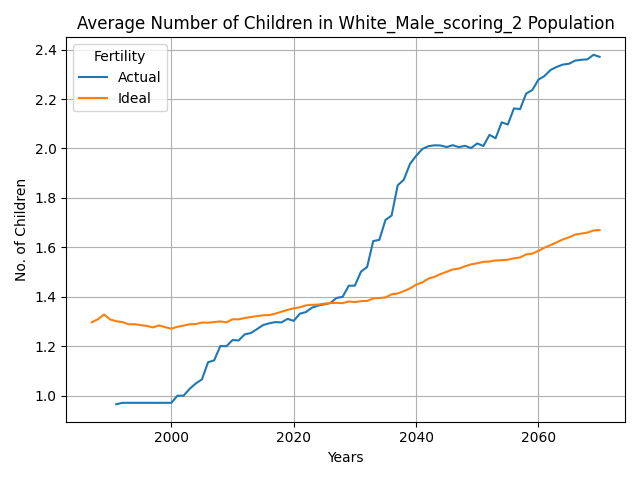 Average Number of Children in White_Male_scoring_2 Population
Fertility
Actual
Ideal
No. of Children
2.4
2.2
2.0
1.8
1.6
1.4
1.2
1.0
2000 2020 2040 2060
Years